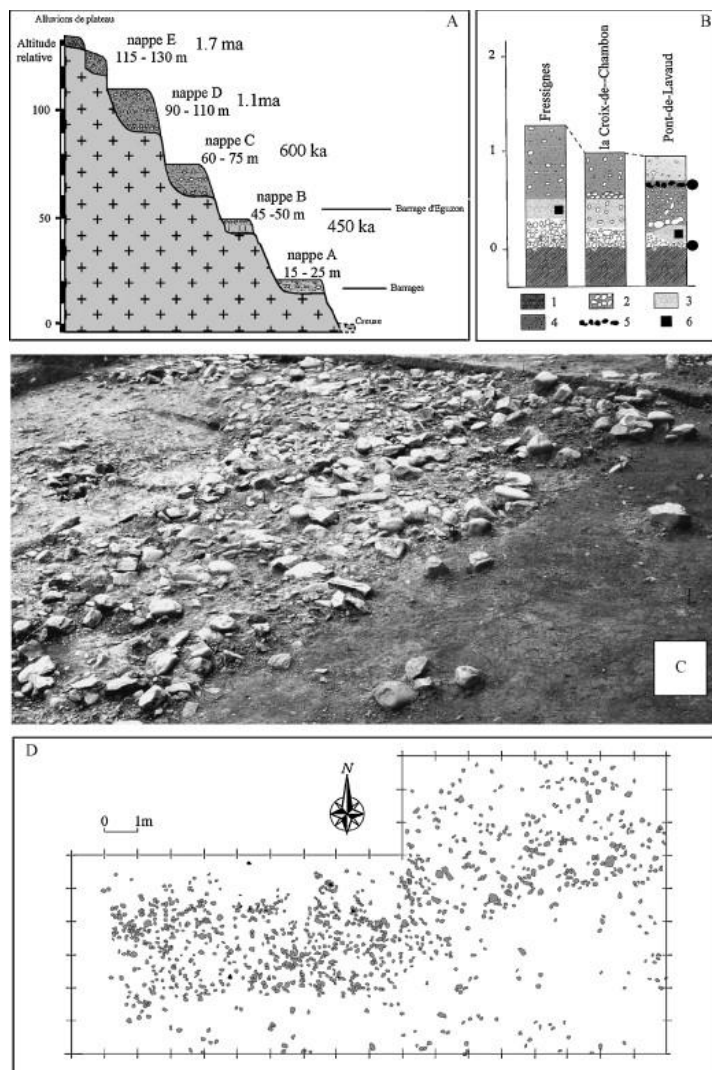 Alluvions de plateau
A
Altitude
relative
nappe E
115 - 130 m
1.7 ma
nappe D
90 - 110 m
1.1ma
100
nappe C
60 - 75 m
600 ka
nappe B
45 -50 m
Barrage d'Eguzon
450 ka
50
nappe A
15 - 25 m
Barrages
Creuse
0
B
Fressignes
la Croix-de--Chambon
Pont-de-Lavaud
2
1
0
1
2
3
4
5
6
C
D
N
0 1m